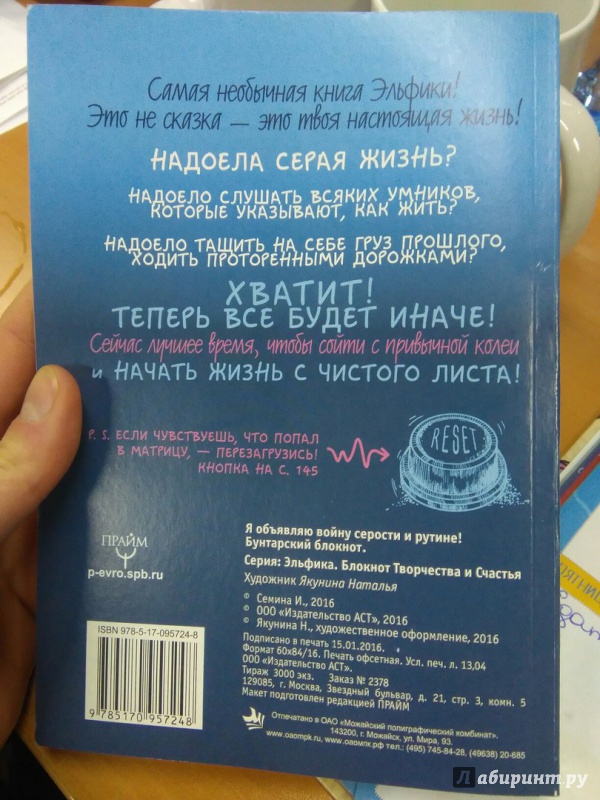 Самая необычная книга Эльфики!
Это не сказка — это твоя настоящая жизнь!
НАДОЕЛА СЕРАЯ ЖИЗНЬ?
НАДОЕЛО СЛУШАТЬ ВСЯКИХ УМНИКОВ,
КОТОРЫЕ УКАЗЫВАЮТ, КАК ЖИТЬ?
НАДОЕЛО ТАЩИТЬ НА СЕБЕ ГРУЗ ПРОШЛОГО,
ХОДИТЬ ПРОТОРЕННЫМИ ДОРОЖКАМИ?
ХВАТИТ!
ТЕПЕРЬ ВСЕ БУДЕТ ИНАЧЕ!
Сейчас лучшее время, чтобы сойти с привычной колеи
и НАЧАТЬ ЖИЗНЬ С ЧИСТОГО ЛИСТА!
P. S. ЕСЛИ ЧУВСТВУЕШЬ, ЧТО ПОПАЛ
В МАТРИЦУ, — ПЕРЕЗАГРУЗИСЬ!
КНОПКА НА С. 145
RESET
ПРАЙМ
p-evro.spb.ru
Я объявляю войну серости и рутине!
Бунтарский блокнот.
Серия: Эльфика. Блокнот Творчества и Счастья
Художник Якунина Наталья
© Семина И., 2016
© ООО «Издательство АСТ», 2016
© Якунина Н., художественное оформление, 2016
Подписано в печать 15.01.2016.
Формат 60x84/16. Печать офсетная. Усл. печ. л. 13,04
ООО «Издательство АСТ».
Тираж 3000 экз. Заказ № 2378
129085, г. Москва, Звездный бульвар, д. 21, стр. 3, комн. 5
Макет подготовлен редакцией ПРАЙМ
ISBN 978-5-17-095724-8
9 785170 957248
Отпечатано в ОАО «Можайский полиграфический комбинат».
143200, г. Можайск, ул. Мира, 93.
www.oaompk.ru, www.oaoмпк.рф тел.: (495) 745-84-28, (49638) 20-685
Лабиринт.ру